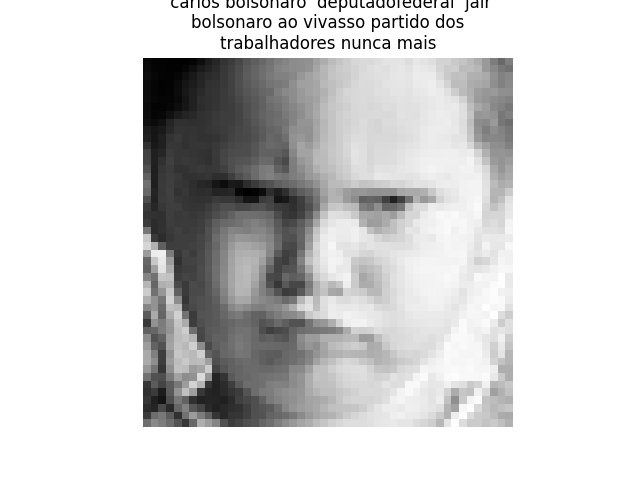 carlos bolsonaro deputadofederal jair
bolsonaro ao vivasso partido dos
trabalhadores nunca mais